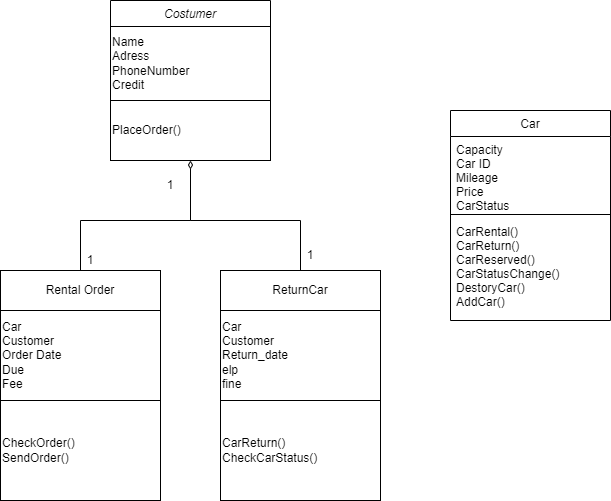 Costumer
Name
Adress
PhoneNumber
Credit
PlaceOrder()
1
1
1
Rental Order
Car
Customer
Order Date
Due
Fee
CheckOrder()
SendOrder()
ReturnCar
Car
Customer
Return_date
elp
fine
CarReturn()
CheckCarStatus()
Car
Capacity
Car ID
Mileage
Price
CarStatus
CarRental()
CarReturn()
CarReserved()
CarStatusChange()
DestoryCar()
AddCar()